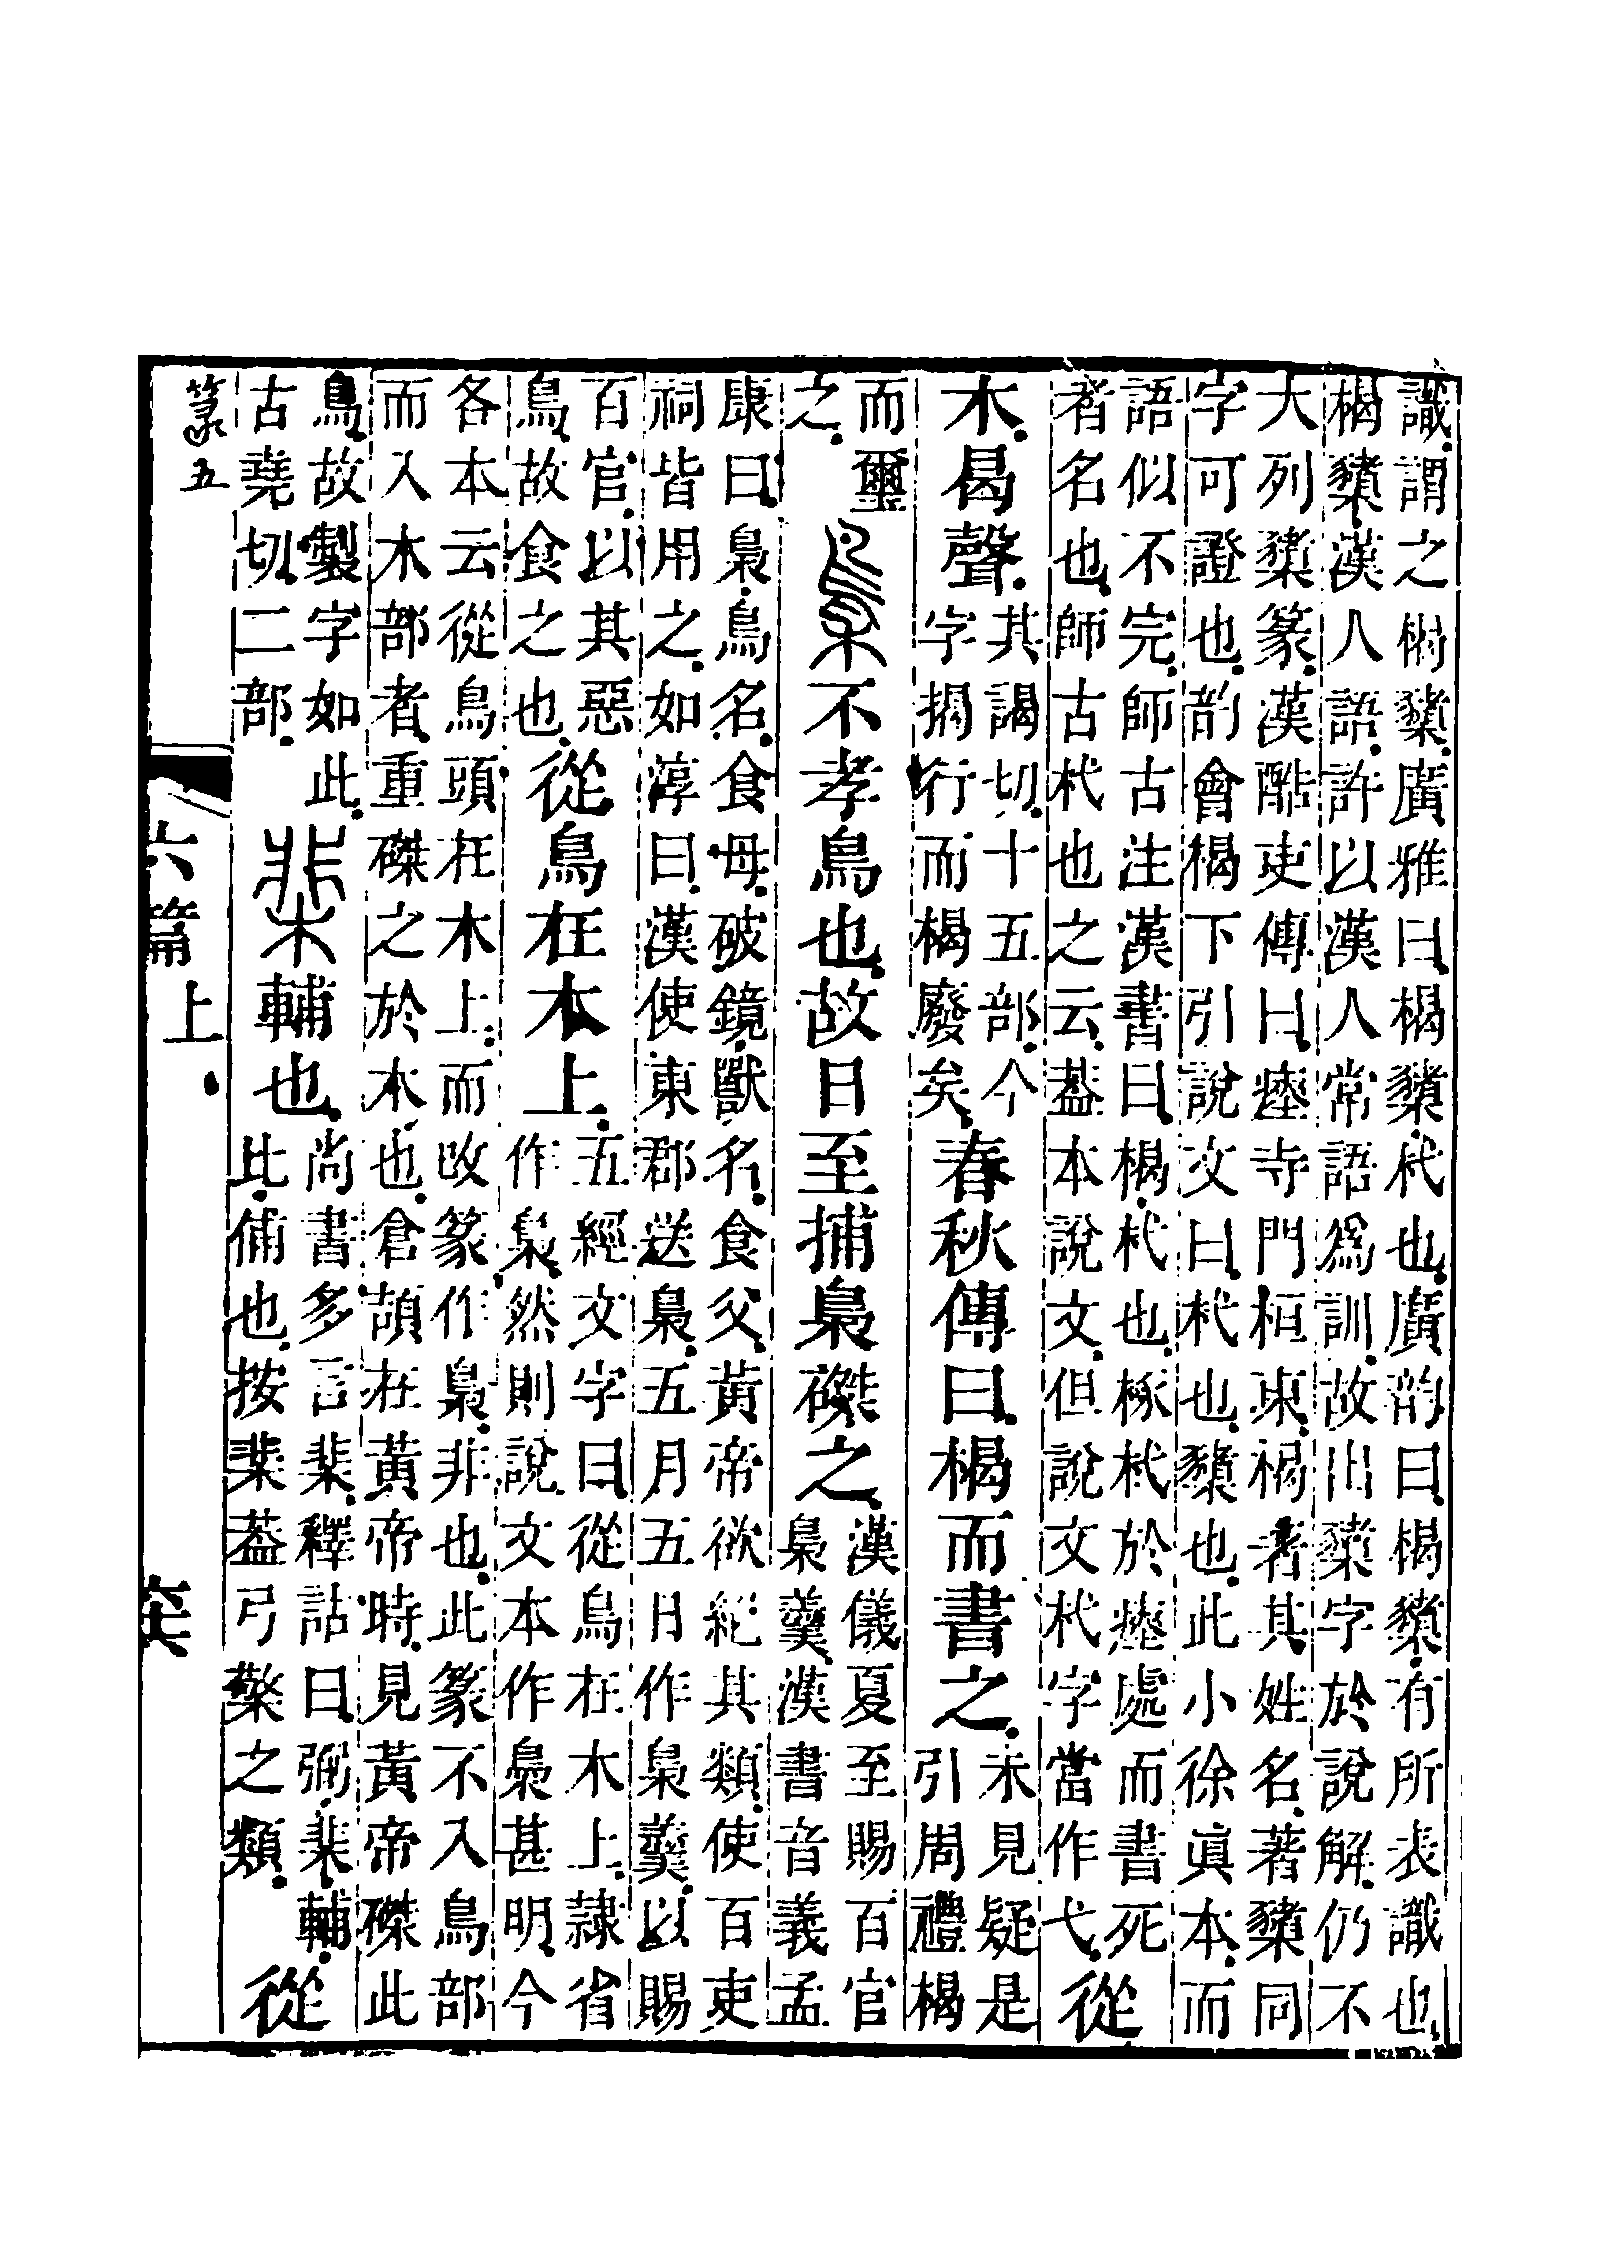 識謂之楬櫫廣雅曰楬櫫杙也廣韵曰楬櫫有所表識也
楬櫫漢人語許以漢人常語爲訓故出櫫字於說解仍不
大列櫫篆漢酷吏傳曰瘞寺門桓東楬著其姓名著櫫同
字可證也韵會楬下引說文曰杙也櫫也此小徐眞本而
語似不完師古注漢書曰楬杙也椓杙於瘞處而書死
者名也師古杙也之云葢本說文但說文杙字當作弋
從
木曷聲
其謁切十五部今
字揭行而楬廢矣
春秋傳曰楬而書之
未見疑是
引周禮楬
而璽
之
梟不孝鳥也故日至捕梟磔之
漢儀夏至賜百官
梟羹漢書音義孟
康曰梟鳥名食母破鏡獸名食父黃帝欲絕其類使百吏
祠皆用之如淳曰漢使東郡送梟五月五日作梟羹以賜
百官以其惡
鳥故食之也
從鳥在木上
五經文字曰從鳥在木上隷省
作梟然則說文本作梟甚明今
各本云從鳥頭在木上而改篆作梟非也此篆不入鳥部
而入木部者重磔之於木也倉頡在黃帝時見黃帝磔此
鳥故製字如此
古堯切二部
棐輔也
尚書多言棐釋詁曰弼棐輔
比俌也按棐葢弓檠之類
從
篆五
六篇上